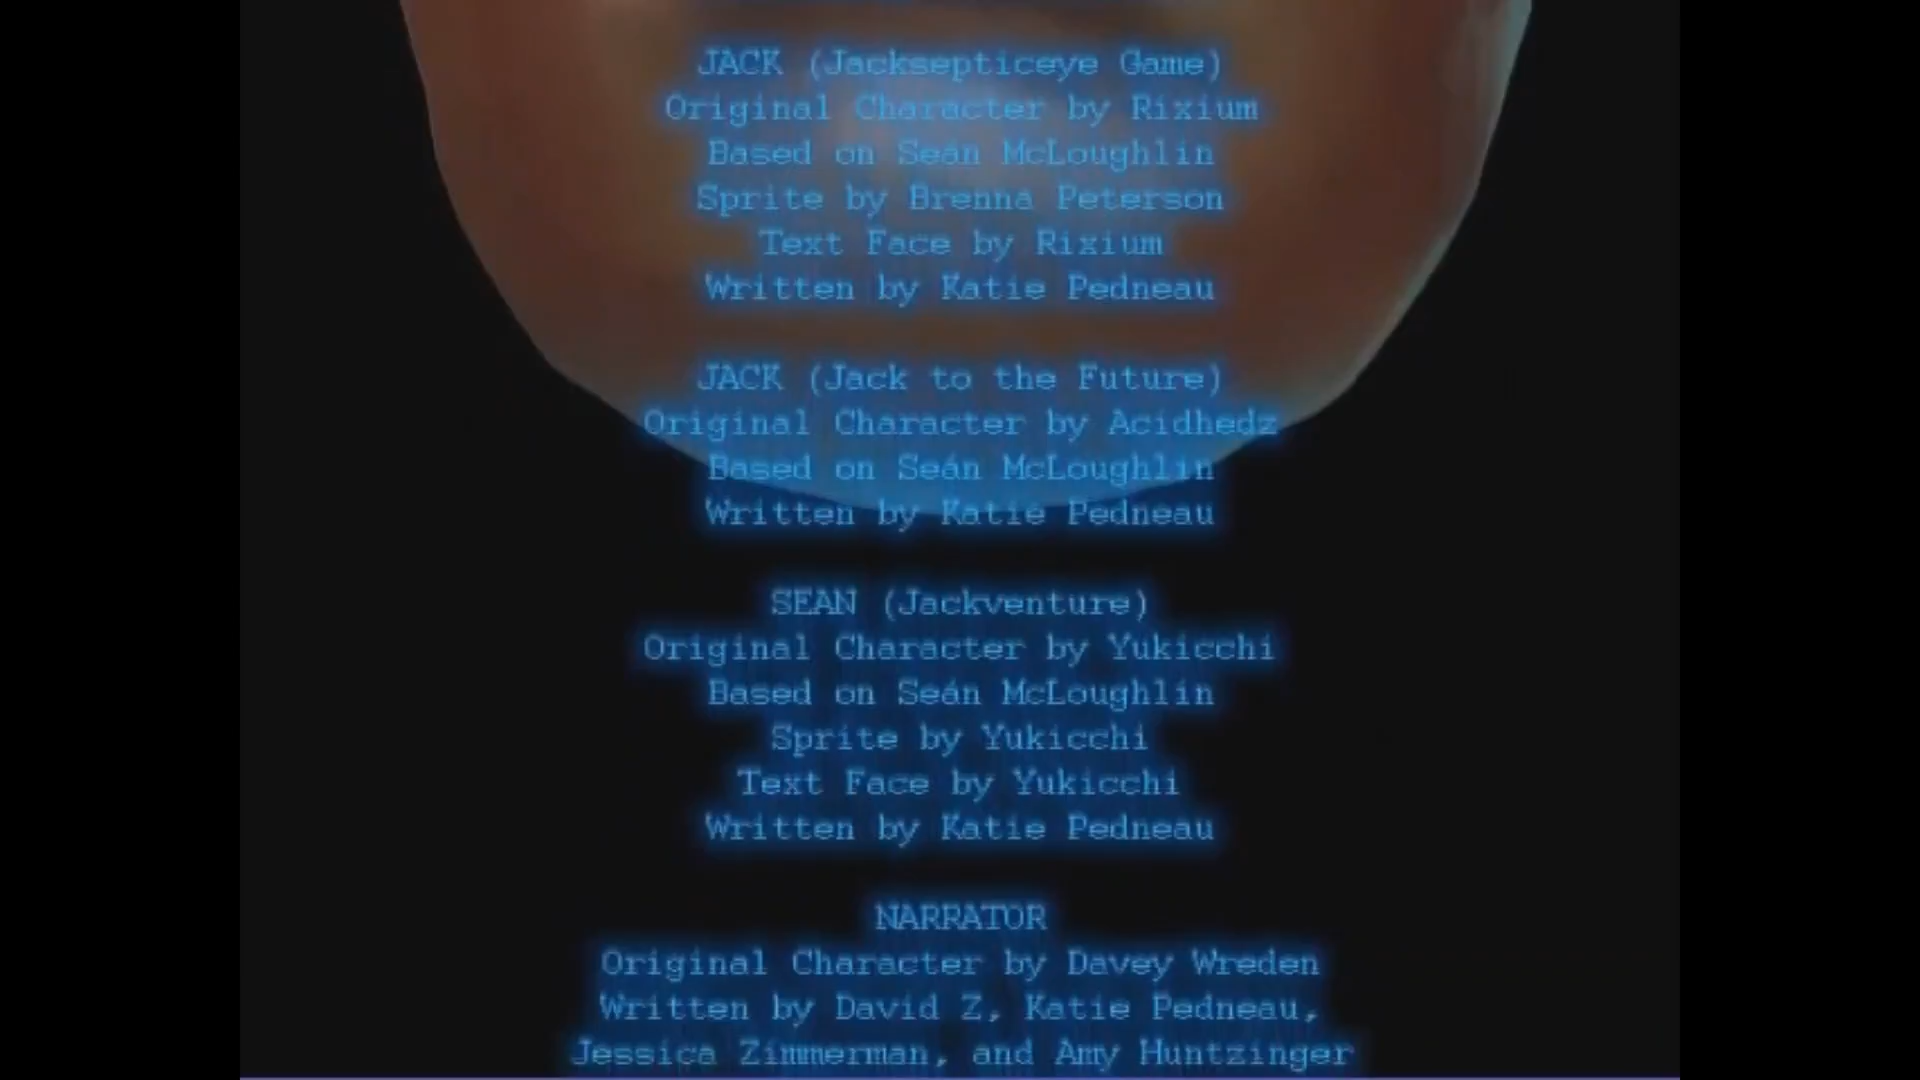 JACK (Jacksepticeye Game)
Original Character by Rixium
Based on Seán McLoughlin
Sprite by Brenna Peterson
Text Face by Rixium
Written by Katie Pedneau
JACK (Jack to the Future)
Original Character by Acidhedz
Based on Seán McLoughlin
Written by Katie Pedneau
SEAN (Jackventure)
Original Character by Yukicchi
Based on Seán McLoughlin
Sprite by Yukicchi
Text Face by Yukicchi
Written by Katie Pedneau
NARRATOR
Original Character by Davey Wreden
Written by David Z, Katie Pedneau,
Jessica Zimmerman, and Amy Huntzinger